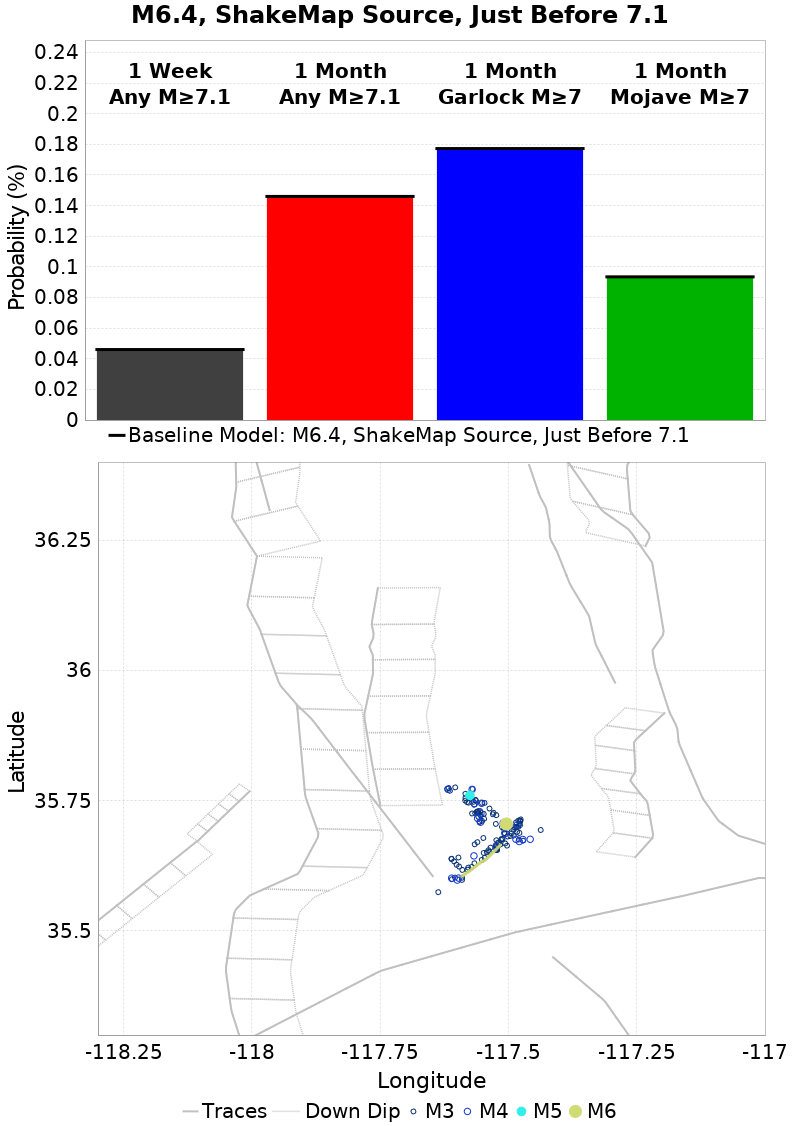 M6.4, ShakeMap Source, Just Before 7.1
0.24
0.22
0.2
0.18
0.16
0.14
0.12
0.1
0.08
0.06
0.04
0.02
0
Probability (%)
1 Week
Any M≥7.1
1 Month
Any M≥7.1
1 Month
Garlock M≥7
1 Month
Mojave M≥7
Baseline Model: M6.4, ShakeMap Source, Just Before 7.1
36.25
36
35.75
35.5
Latitude
-118.25 -118 -117.75 -117.5 -117.25 -117
Longitude
Traces Down Dip M3 M4 M5 M6